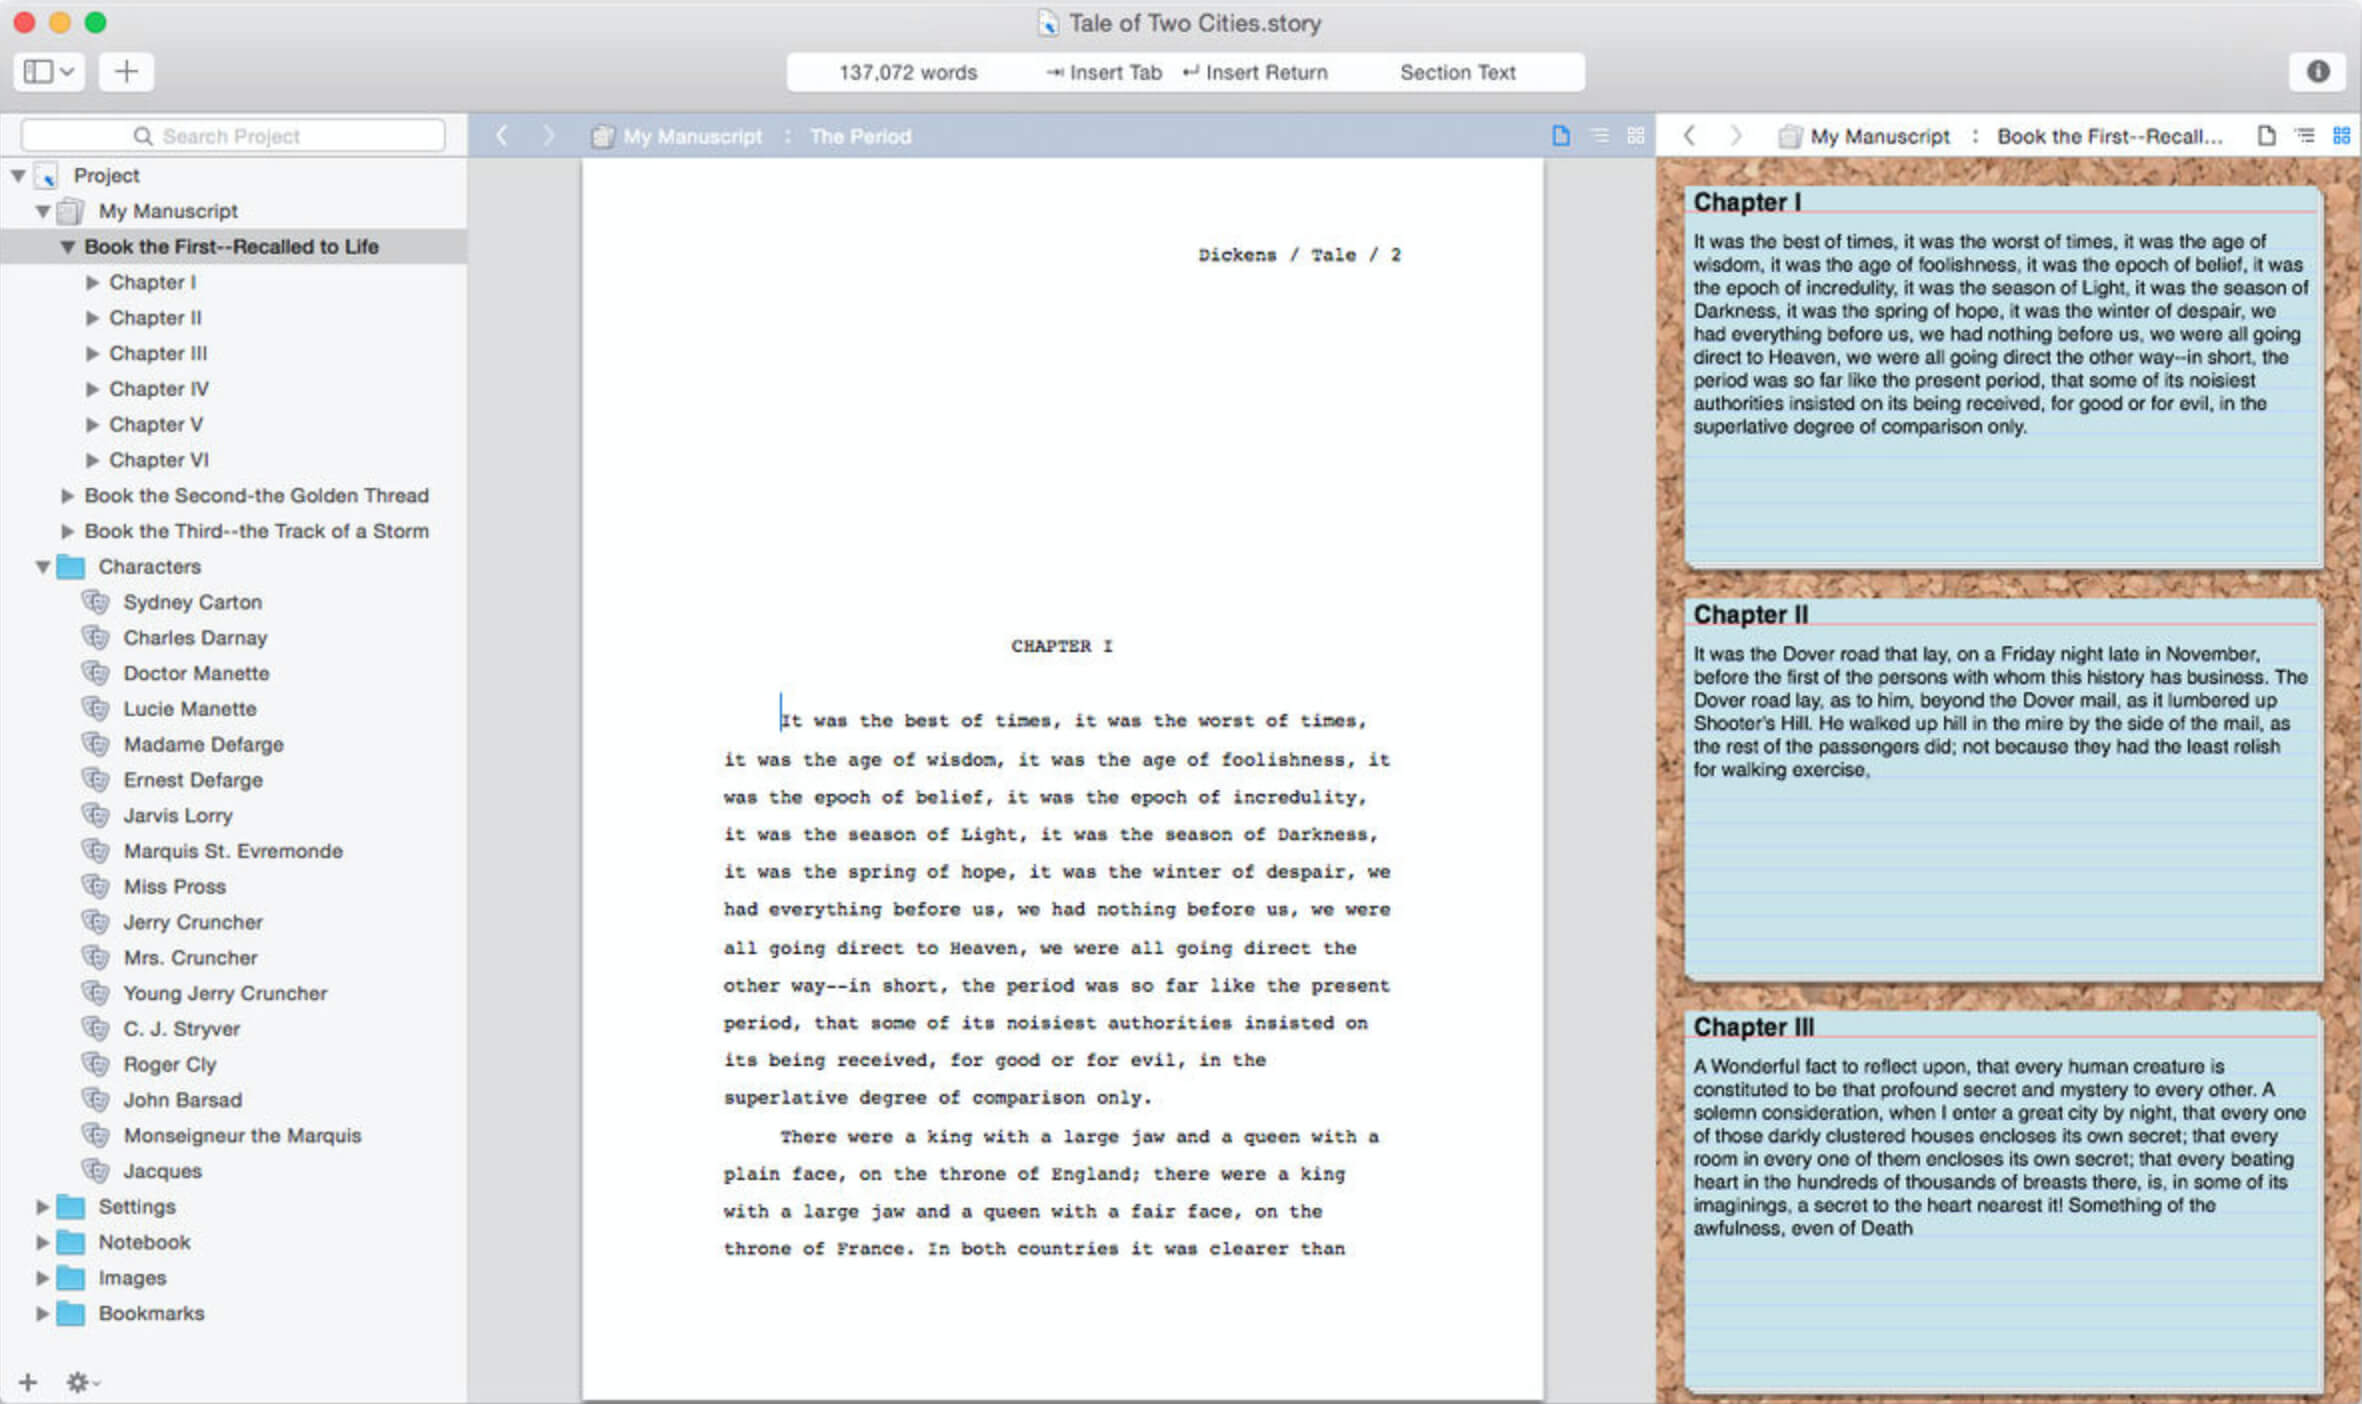 Tale of Two Cities.story
137,072 words Insert Tab Insert Return Section Text
Search Project
Project
My Manuscript
Book the First--Recalled to Life
Chapter I
Chapter II
Chapter III
Chapter IV
Chapter V
Chapter VI
Book the Second-the Golden Thread
Book the Third--the Track of a Storm
Characters
Sydney Carton
Charles Darnay
Doctor Manette
Lucie Manette
Madame Defarge
Ernest Defarge
Jarvis Lorry
Marquis St. Evremonde
Miss Pross
Jerry Cruncher
Mrs. Cruncher
Young Jerry Cruncher
C. J. Stryver
Roger Cly
John Barsad
Monseigneur the Marquis
Jacques
Settings
Notebook
Images
Bookmarks
My Manuscript : The Period
Dickens / Tale / 2
CHAPTER I
It was the best of times, it was the worst of times,
it was the age of wisdom, it was the age of foolishness, it
was the epoch of belief, it was the epoch of incredulity,
it was the season of Light, it was the season of Darkness,
it was the spring of hope, it was the winter of despair, we
had everything before us, we had nothing before us, we were
all going direct to Heaven, we were all going direct the
other way--in short, the period was so far like the present
period, that some of its noisiest authorities insisted on
its being received, for good or for evil, in the
superlative degree of comparison only.
There were a king with a large jaw and a queen with a
plain face, on the throne of England; there were a king
with a large jaw and a queen with a fair face, on the
throne of France. In both countries it was clearer than
My Manuscript : Book the First--Recall...
Chapter I
It was the best of times, it was the worst of times, it was the age of
wisdom, it was the age of foolishness, it was the epoch of belief, it was
the epoch of incredulity, it was the season of Light, it was the season of
Darkness, it was the spring of hope, it was the winter of despair, we
had everything before us, we had nothing before us, we were all going
direct to Heaven, we were all going direct the other way--in short, the
period was so far like the present period, that some of its noisiest
authorities insisted on its being received, for good or for evil, in the
superlative degree of comparison only.
Chapter II
It was the Dover road that lay, on a Friday night late in November,
before the first of the persons with whom this history has business. The
Dover road lay, as to him, beyond the Dover mail, as it lumbered up
Shooter's Hill. He walked up hill in the mire by the side of the mail, as
the rest of the passengers did; not because they had the least relish
for walking exercise,
Chapter III
A Wonderful fact to reflect upon, that every human creature is
constituted to be that profound secret and mystery to every other. A
solemn consideration, when I enter a great city by night, that every one
of those darkly clustered houses encloses its own secret; that every
room in every one of them encloses its own secret; that every beating
heart in the hundreds of thousands of breasts there, is, in some of its
imaginings, a secret to the heart nearest it! Something of the
awfulness, even of Death